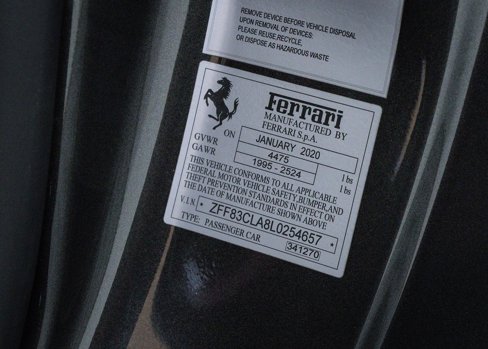 REMOVE DEVICE BEFORE VEHICLE DISPOSAL
UPON REMOVAL OF DEVICES:
PLEASE REUSE,RECYCLE,
OR DISPOSE AS HAZARDOUS WASTE
Ferrari
MANUFACTURED BY
FERRARI S.p.A.
ON JANUARY 2020
GVWR 4475 lbs
GAWR 1995 - 2524 lbs
THIS VEHICLE CONFORMS TO ALL APPLICABLE
FEDERAL MOTOR VEHICLE SAFETY,BUMPER,AND
THEFT PREVENTION STANDARDS IN EFFECT ON
THE DATE OF MANUFACTURE SHOWN ABOVE
V.I.N. * ZFF83CLA8L0254657 *
TYPE: PASSENGER CAR 341270